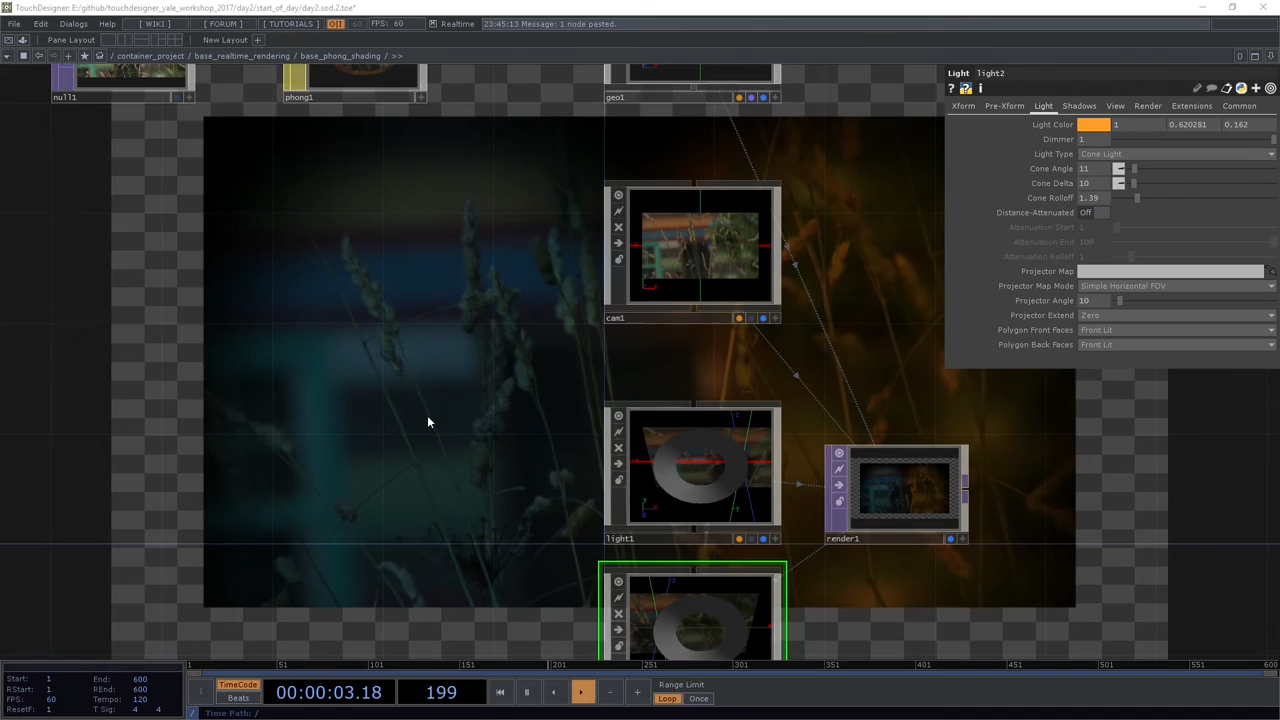 TouchDesigner: E:/github/touchdesigner_yale_workshop_2017/day2/start_of_day/day2.sod.2.toe*
File Edit Dialogs Help [ WIKI ] [ FORUM ] [ TUTORIALS ] O|I 60 FPS: 60 Realtime 23:45:13 Message: 1 node pasted.
Pane Layout New Layout +
/ container_project / base_realtime_rendering / base_phong_shading / >>
null1
phong1
geo1
cam1
light1
render1
Light light2
? ? i
Xform Pre-Xform Light Shadows View Render Extensions Common
Light Color 1 0.620281 0.162
Dimmer 1
Light Type Cone Light
Cone Angle 11
Cone Delta 10
Cone Rolloff 1.39
Distance-Attenuated Off
Attenuation Start 1
Attenuation End 100
Attenuation Rolloff 1
Projector Map
Projector Map Mode Simple Horizontal FOV
Projector Angle 10
Projector Extend Zero
Polygon Front Faces Front Lit
Polygon Back Faces Front Lit
1 51 101 151 201 251 301 351 401 451 501 551 600
Start: 1 End: 600
RStart: 1 REnd: 600
FPS: 60 Tempo: 120
ResetF: 1 T Sig: 4 4
TimeCode
Beats
00:00:03.18 199
Range Limit
Loop Once
/ Time Path: /